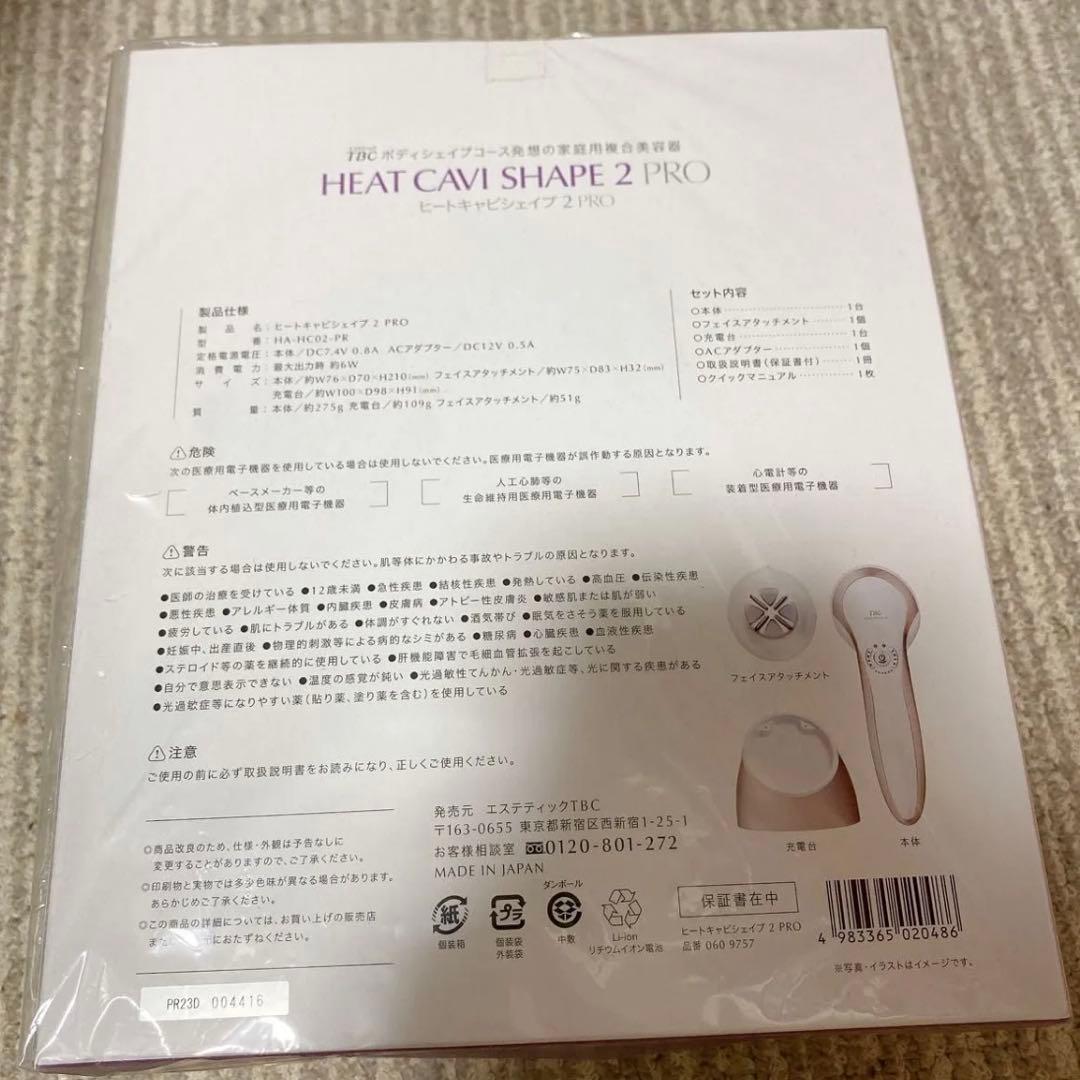 TBC ボディシェイプコース発想の家庭用複合美容器
HEAT CAVI SHAPE 2 PRO
ヒートキャビシェイプ 2 PRO
製品仕様
製品名：ヒートキャビシェイプ 2 PRO
型番：HA-HC02-PR
定格電源電圧：本体／DC7.4V 0.8A ACアダプター／DC12V 0.5A
消費電力：最大出力時 約6W
サイズ：本体／約W76×D70×H210(mm) フェイスアタッチメント／約W75×D83×H32(mm)
充電台／約W100×D98×H91(mm)
質量：本体／約275g 充電台／約109g フェイスアタッチメント／約51g
セット内容
○本体 ………… 1台
○フェイスアタッチメント ………… 1個
○充電台 ………… 1台
○ACアダプター ………… 1個
○取扱説明書(保証書付) ………… 1冊
○クイックマニュアル ………… 1枚
危険
次の医療用電子機器を使用している場合は使用しないでください。医療用電子機器が誤作動する原因となります。
ペースメーカー等の
体内植込型医療用電子機器
人工心肺等の
生命維持用医療用電子機器
心電計等の
装着型医療用電子機器
警告
次に該当する場合は使用しないでください。肌等体にかかわる事故やトラブルの原因となります。
●医師の治療を受けている ●12歳未満 ●急性疾患 ●結核性疾患 ●発熱している ●高血圧 ●伝染性疾患
●悪性疾患 ●アレルギー体質 ●内臓疾患 ●皮膚病 ●アトピー性皮膚炎 ●敏感肌または肌が弱い
●疲労している ●肌にトラブルがある ●体調がすぐれない ●酒気帯び ●眠気をさそう薬を服用している
●妊娠中、出産直後 ●物理的刺激等による病的なシミがある ●糖尿病 ●心臓疾患 ●血液性疾患
●ステロイド等の薬を継続的に使用している ●肝機能障害で毛細血管拡張を起こしている
●自分で意思表示できない ●温度の感覚が鈍い ●光過敏性てんかん・光過敏症等、光に関する疾患がある
●光過敏症等になりやすい薬(貼り薬、塗り薬を含む)を使用している
TBC
フェイスアタッチメント
充電台
本体
注意
ご使用の前に必ず取扱説明書をお読みになり、正しくご使用ください。
○商品改良のため、仕様・外観は予告なしに
変更することがありますので、ご了承ください。
○印刷物と実物では多少色味が異なる場合があります。
あらかじめご了承ください。
○この商品の詳細については、お買い上げの販売店
また
元におたずねください。
PR23D 004416
発売元 エステティックTBC
〒163-0655 東京都新宿区西新宿1-25-1
お客様相談室 0120-801-272
MADE IN JAPAN
紙
個装箱
プラ
個装袋
外装袋
ダンボール
中敷
Li-ion
リチウムイオン電池
保証書在中
ヒートキャビシェイプ 2 PRO
品番 060 9757
4 983365 020486
※写真・イラストはイメージです。